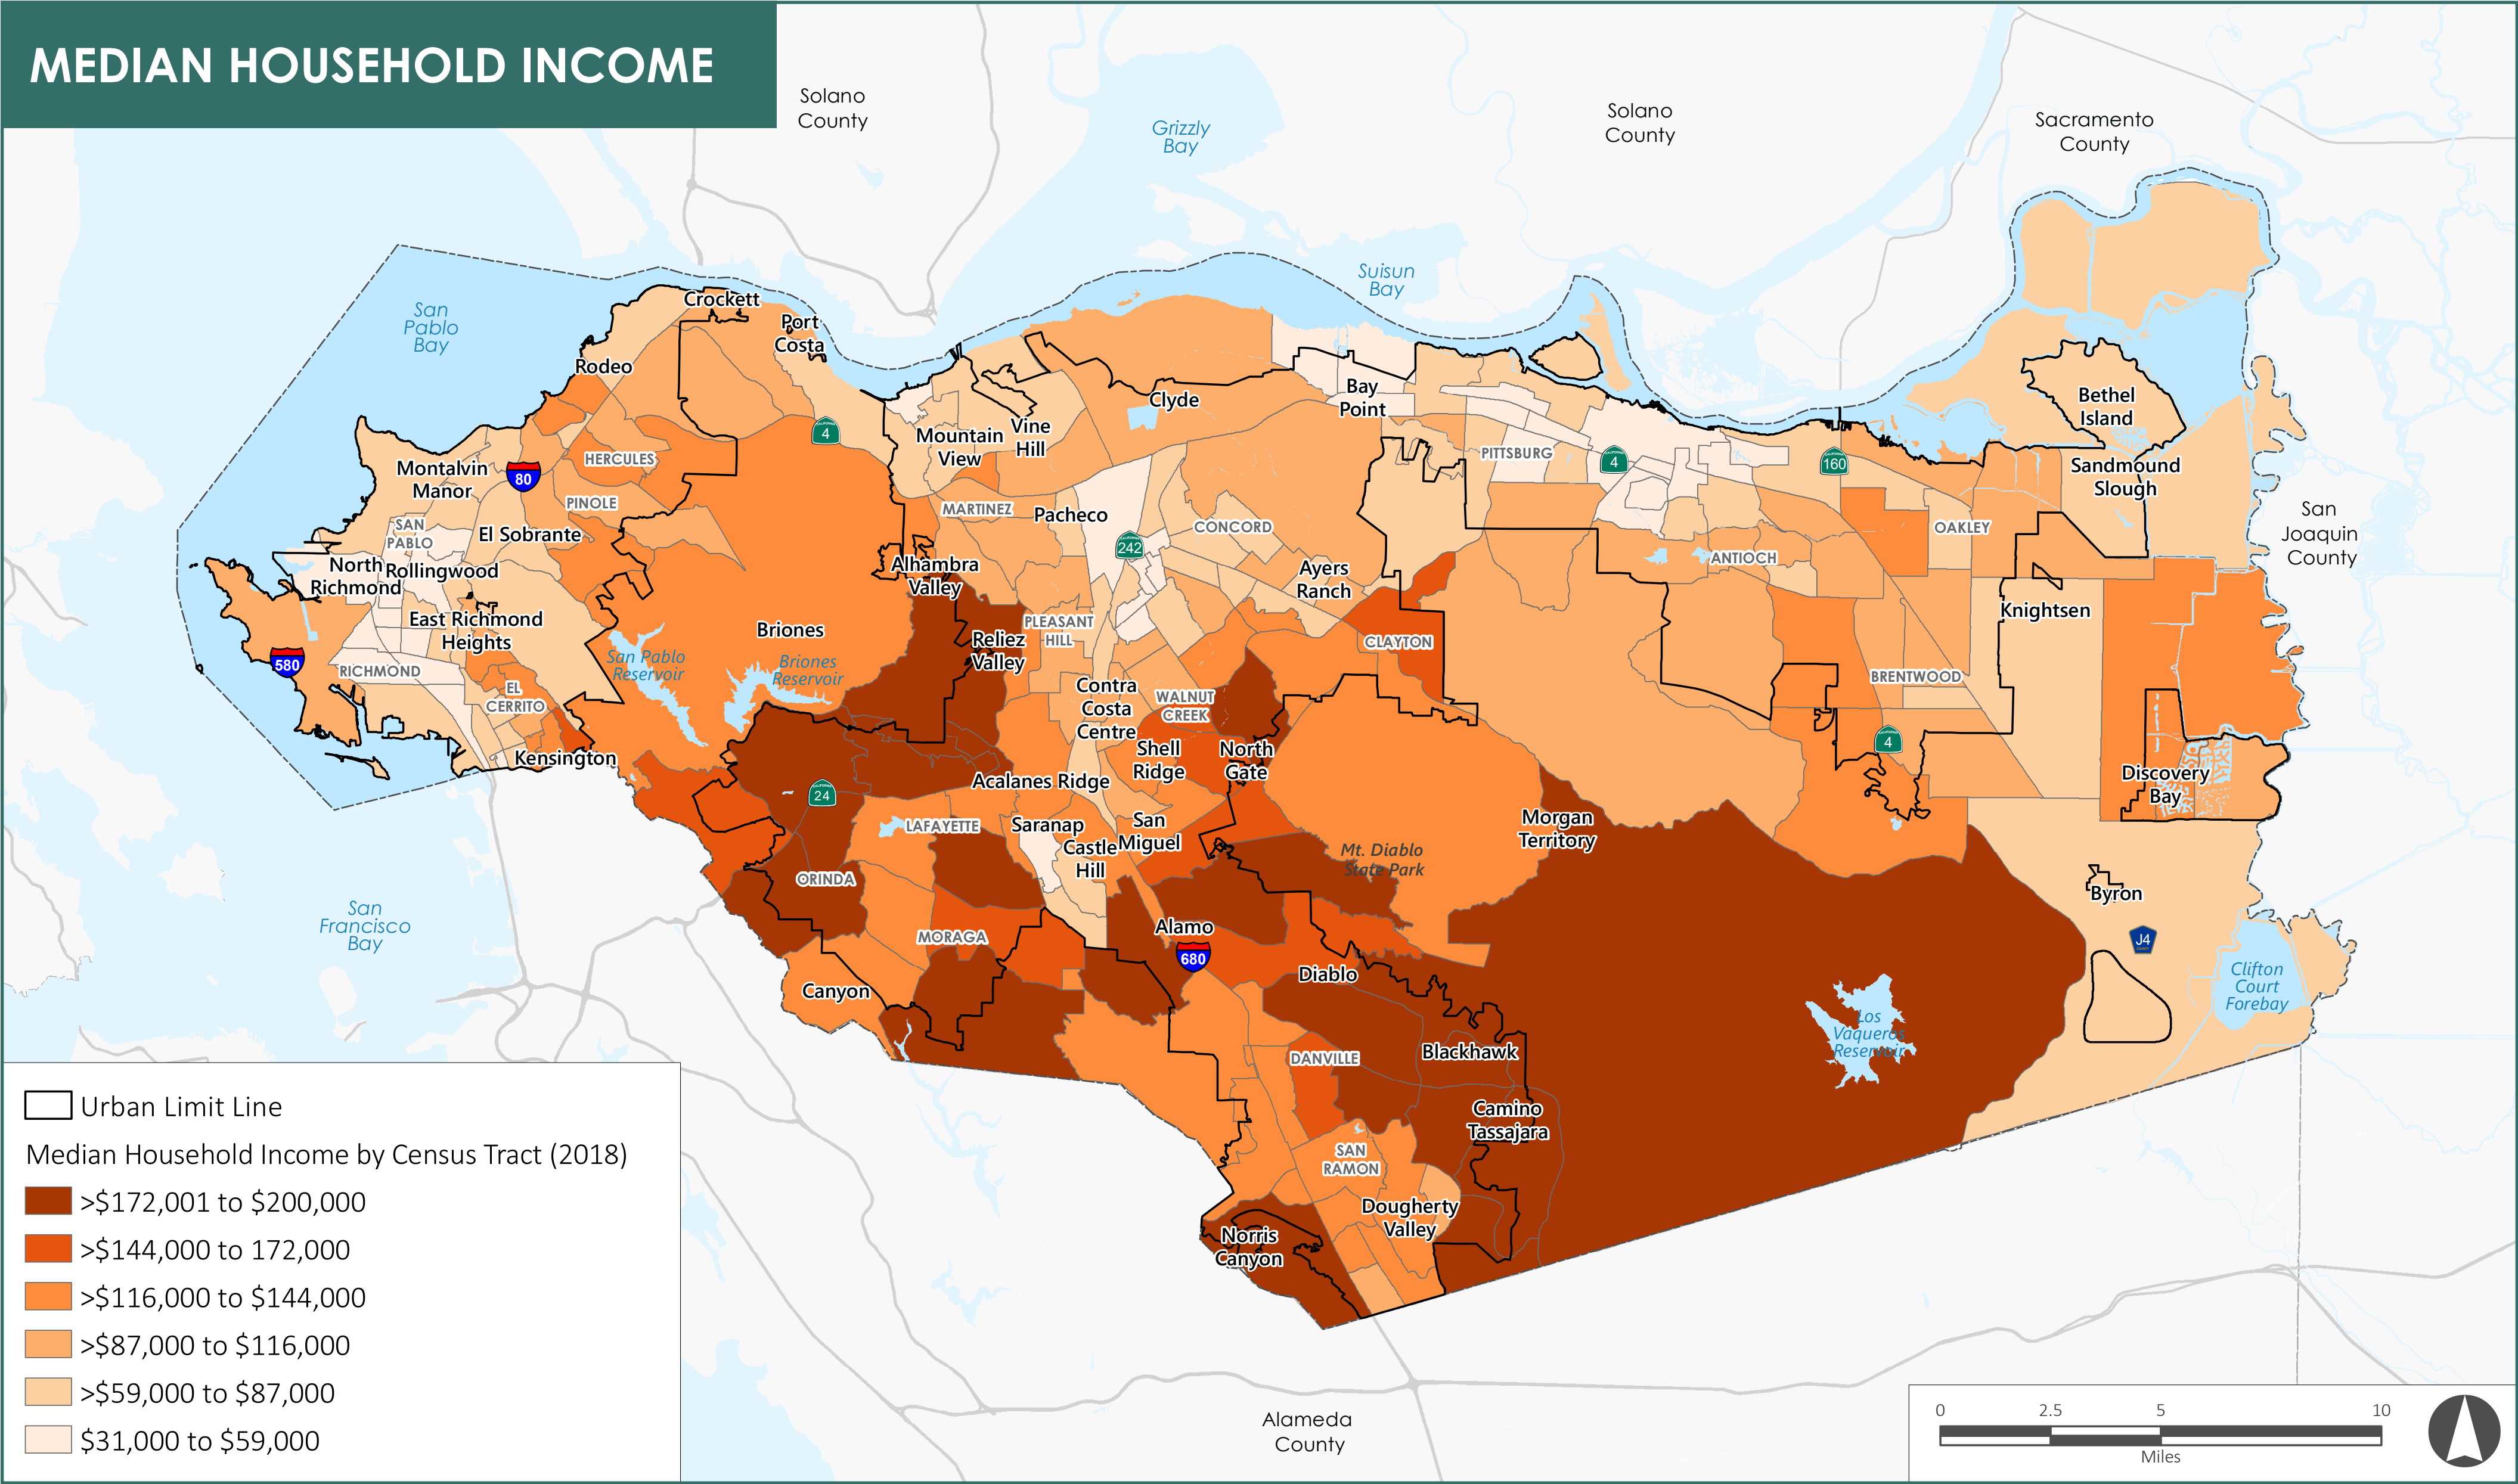 MEDIAN HOUSEHOLD INCOME
Solano
County
Grizzly
Bay
Solano
County
Sacramento
County
San
Pablo
Bay
Suisun
Bay
Crockett
Port
Costa
Rodeo
4
HERCULES
Montalvin
Manor
80
PINOLE
SAN
PABLO
El Sobrante
North
Richmond
Rollingwood
East Richmond
Heights
580
RICHMOND
EL
CERRITO
Kensington
San Pablo
Reservoir
Briones
Briones
Reservoir
Mountain
View
Vine
Hill
Clyde
MARTINEZ
Pacheco
CALIFORNIA
242
CONCORD
Alhambra
Valley
Reliez
Valley
PLEASANT
HILL
Ayers
Ranch
CLAYTON
Bay
Point
PITTSBURG
4
ANTIOCH
160
OAKLEY
Bethel
Island
Sandmound
Slough
San
Joaquin
County
Knightsen
BRENTWOOD
4
Discovery
Bay
Contra
Costa
Centre
WALNUT
CREEK
Shell
Ridge
North
Gate
Acalanes Ridge
24
LAFAYETTE
Saranap
San
Miguel
Castle
Hill
ORINDA
MORAGA
Canyon
Alamo
680
Mt. Diablo
State Park
Morgan
Territory
Diablo
Blackhawk
DANVILLE
Camino
Tassajara
SAN
RAMON
Dougherty
Valley
Norris
Canyon
Byron
J4
Clifton
Court
Forebay
Los
Vaqueros
Reservoir
San
Francisco
Bay
Alameda
County
Urban Limit Line
Median Household Income by Census Tract (2018)
>$172,001 to $200,000
>$144,000 to 172,000
>$116,000 to $144,000
>$87,000 to $116,000
>$59,000 to $87,000
$31,000 to $59,000
0 2.5 5 10
Miles